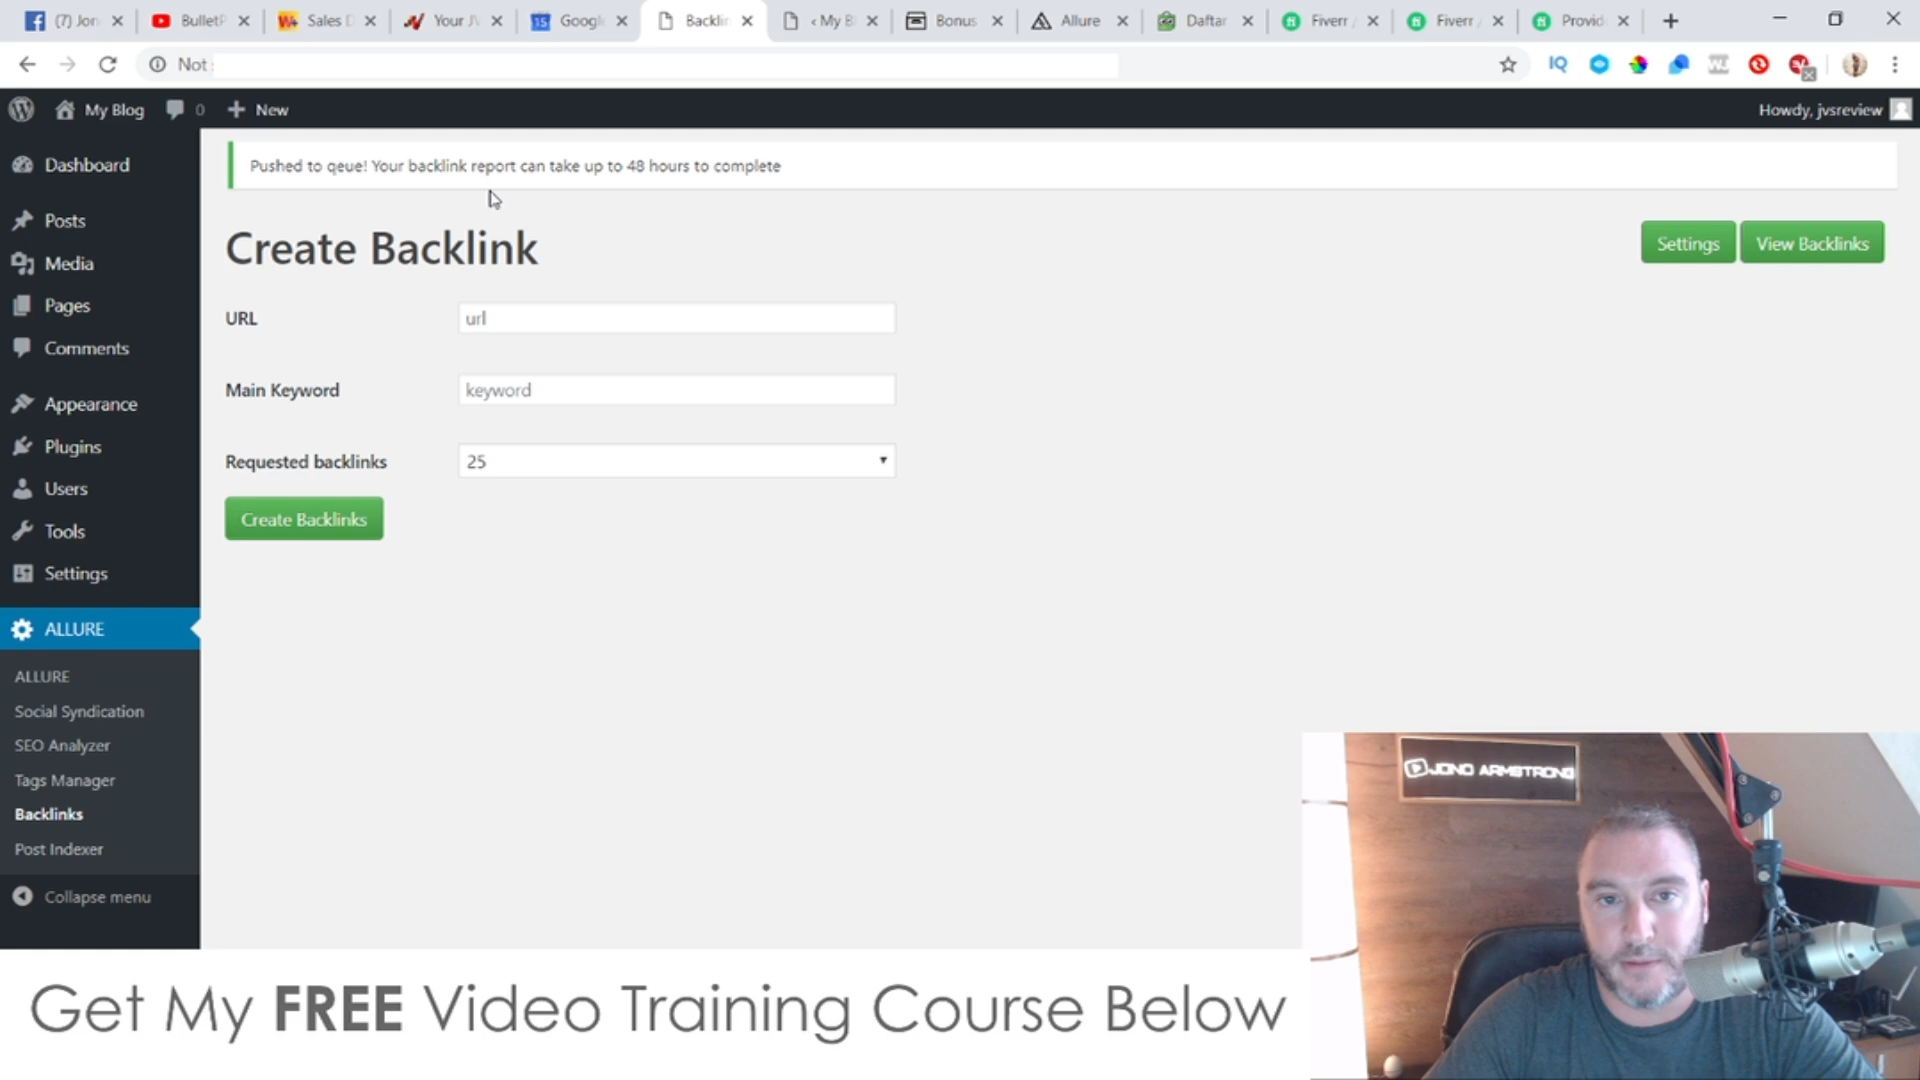 (7) Jon
BulletP
Sales D
Your JV
15
Google
Backlin
‹ My B
Bonus
Allure
Daftar
Fiverr /
Fiverr /
Provid
Not
IQ
My Blog
0
New
Howdy, jvsreview
Dashboard
Posts
Media
Pages
Comments
Appearance
Plugins
Users
Tools
Settings
ALLURE
ALLURE
Social Syndication
SEO Analyzer
Tags Manager
Backlinks
Post Indexer
Collapse menu
Pushed to qeue! Your backlink report can take up to 48 hours to complete
Create Backlink
Settings
View Backlinks
URL
url
Main Keyword
keyword
Requested backlinks
25
Create Backlinks
JONO ARMSTRONG
Get My FREE Video Training Course Below